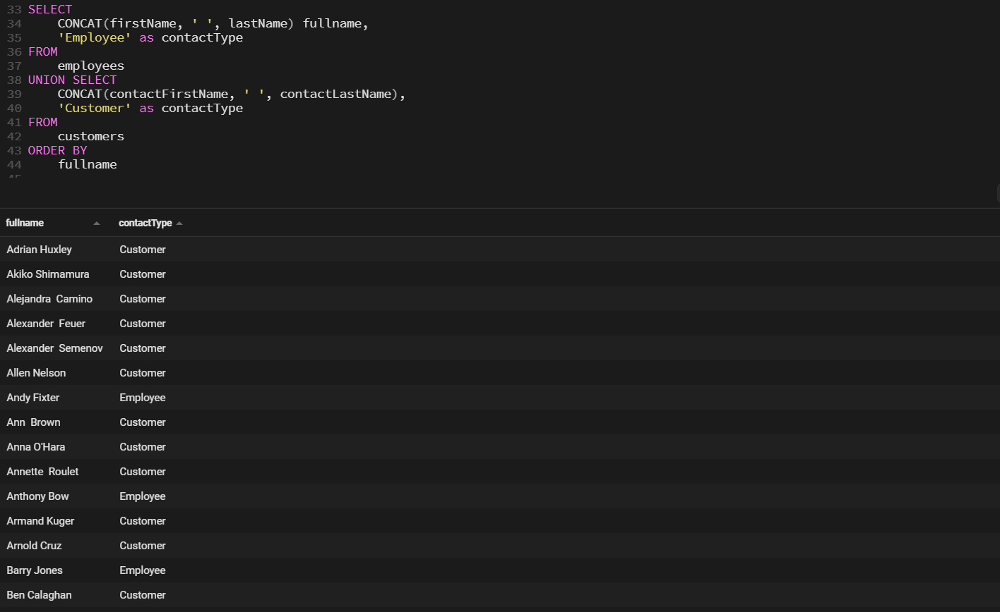 33 SELECT
34     CONCAT(firstName, ' ', lastName) fullname,
35     'Employee' as contactType
36 FROM
37     employees
38 UNION SELECT
39     CONCAT(contactFirstName, ' ', contactLastName),
40     'Customer' as contactType
41 FROM
42     customers
43 ORDER BY
44     fullname
fullname contactType
Adrian Huxley Customer
Akiko Shimamura Customer
Alejandra  Camino Customer
Alexander  Feuer Customer
Alexander  Semenov Customer
Allen Nelson Customer
Andy Fixter Employee
Ann  Brown Customer
Anna O'Hara Customer
Annette  Roulet Customer
Anthony Bow Employee
Armand Kuger Customer
Arnold Cruz Customer
Barry Jones Employee
Ben Calaghan Customer